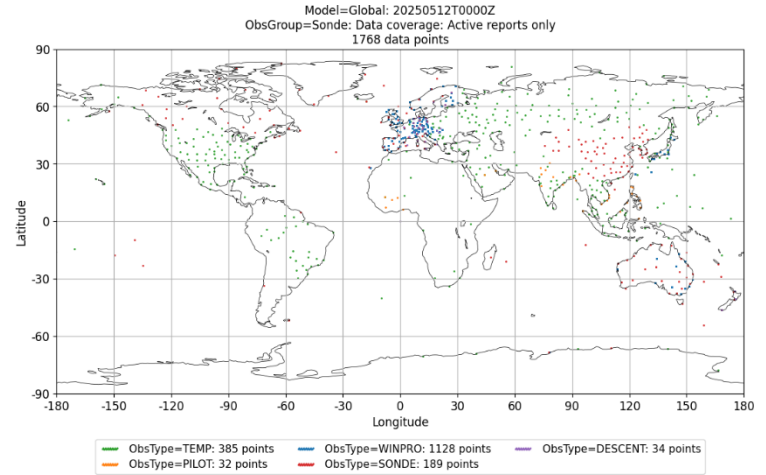 Model=Global: 20250512T0000Z
ObsGroup=Sonde: Data coverage: Active reports only
1768 data points
90
60
30
0
-30
-60
-90
Latitude
-180
-150
-120
-90
-60
-30
0
30
60
90
120
150
180
Longitude
ObsType=TEMP: 385 points
ObsType=PILOT: 32 points
ObsType=WINPRO: 1128 points
ObsType=SONDE: 189 points
ObsType=DESCENT: 34 points